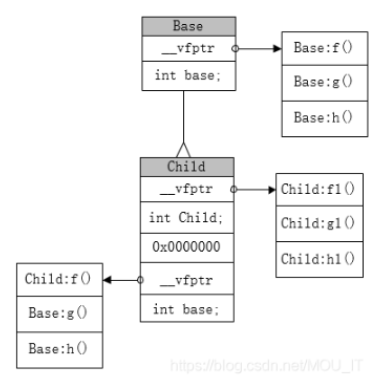 Base
__vfptr
int base;
Base:f()
Base:g()
Base:h()
Child
__vfptr
int Child;
0x0000000
__vfptr
int base;
Child:f1()
Child:g1()
Child:h1()
Child:f()
Base:g()
Base:h()
https://blog.csdn.net/MOU_IT